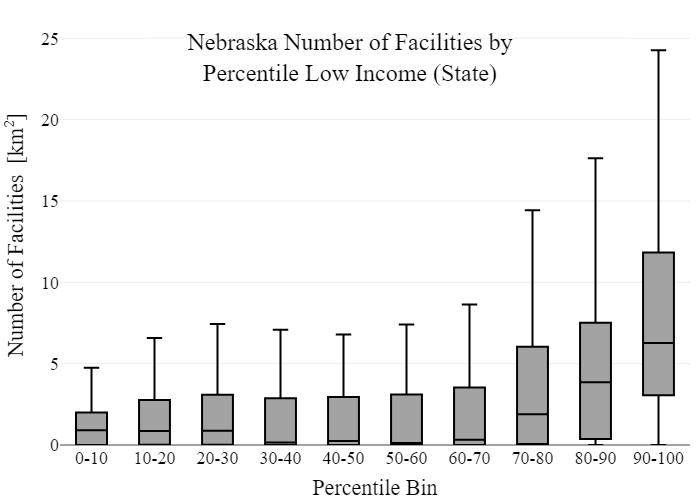 Nebraska Number of Facilities by
Percentile Low Income (State)
Number of Facilities [km²]
25
20
15
10
5
0
0-10 10-20 20-30 30-40 40-50 50-60 60-70 70-80 80-90 90-100
Percentile Bin